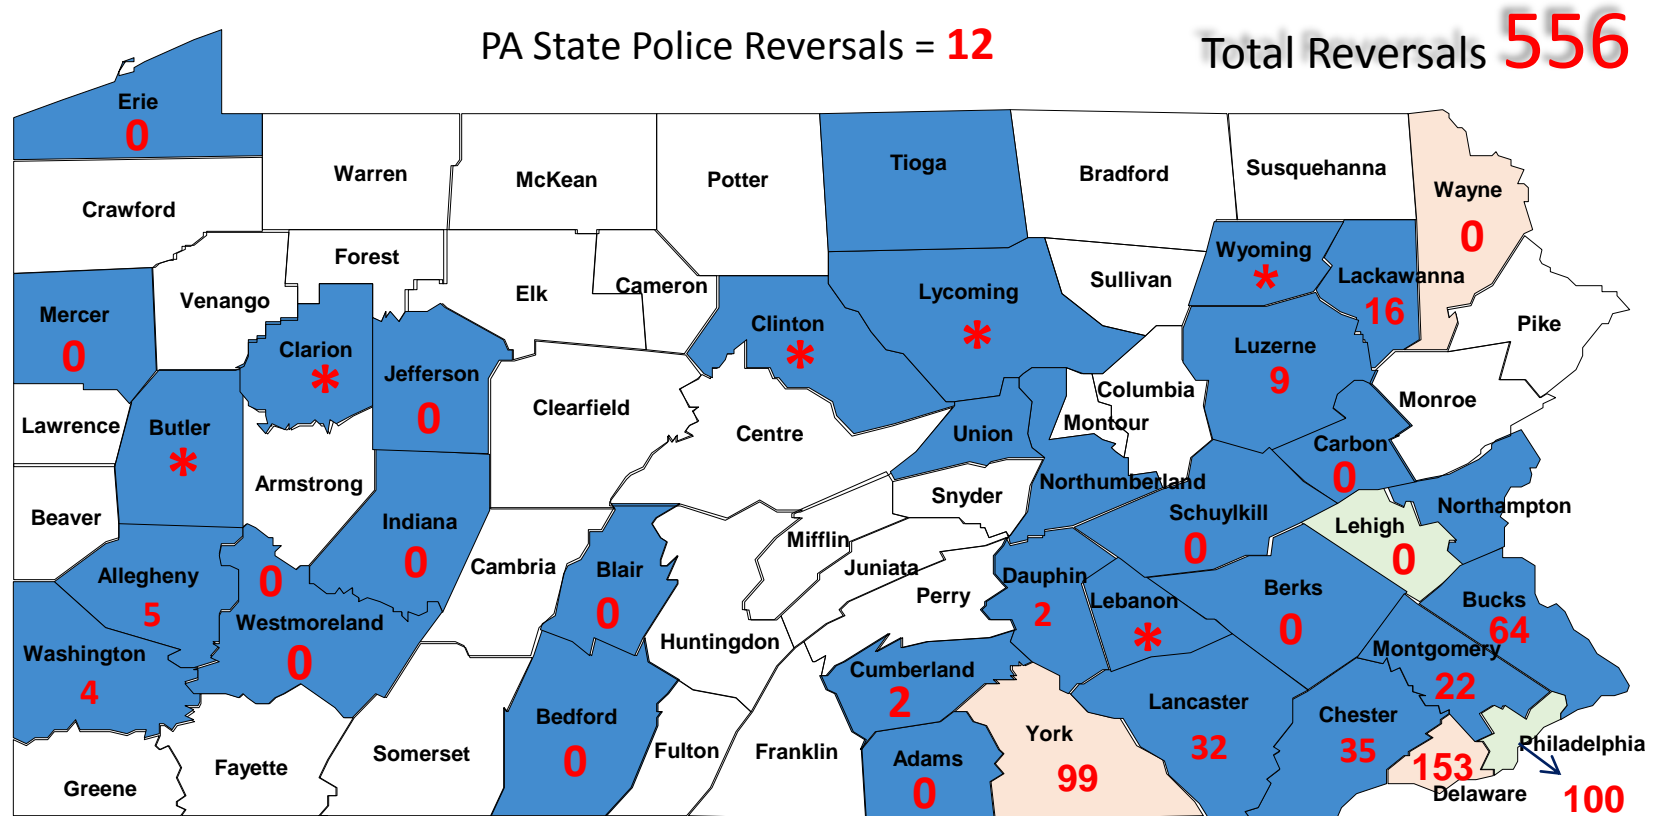 PA State Police Reversals = 12
Total Reversals 556
Erie
0
Warren
McKean
Potter
Tioga
Bradford
Susquehanna
Wayne
0
Crawford
Forest
Venango
Elk
Cameron
Sullivan
Wyoming
*
Lackawanna
16
Mercer
0
Clarion
*
Jefferson
0
Clinton
*
Lycoming
*
Luzerne
9
Pike
Lawrence
Butler
*
Clearfield
Centre
Union
Columbia
Montour
Monroe
Carbon
0
Beaver
Armstrong
Indiana
0
Snyder
Northumberland
Schuylkill
0
Lehigh
0
Northampton
Allegheny
5
0
Westmoreland
0
Cambria
Blair
0
Mifflin
Juniata
Perry
Dauphin
2
Lebanon
*
Berks
0
Bucks
64
Washington
4
Huntingdon
Cumberland
2
Montgomery
22
Greene
Fayette
Somerset
Bedford
0
Fulton
Franklin
Adams
0
York
99
Lancaster
32
Chester
35
153
Delaware
Philadelphia
100